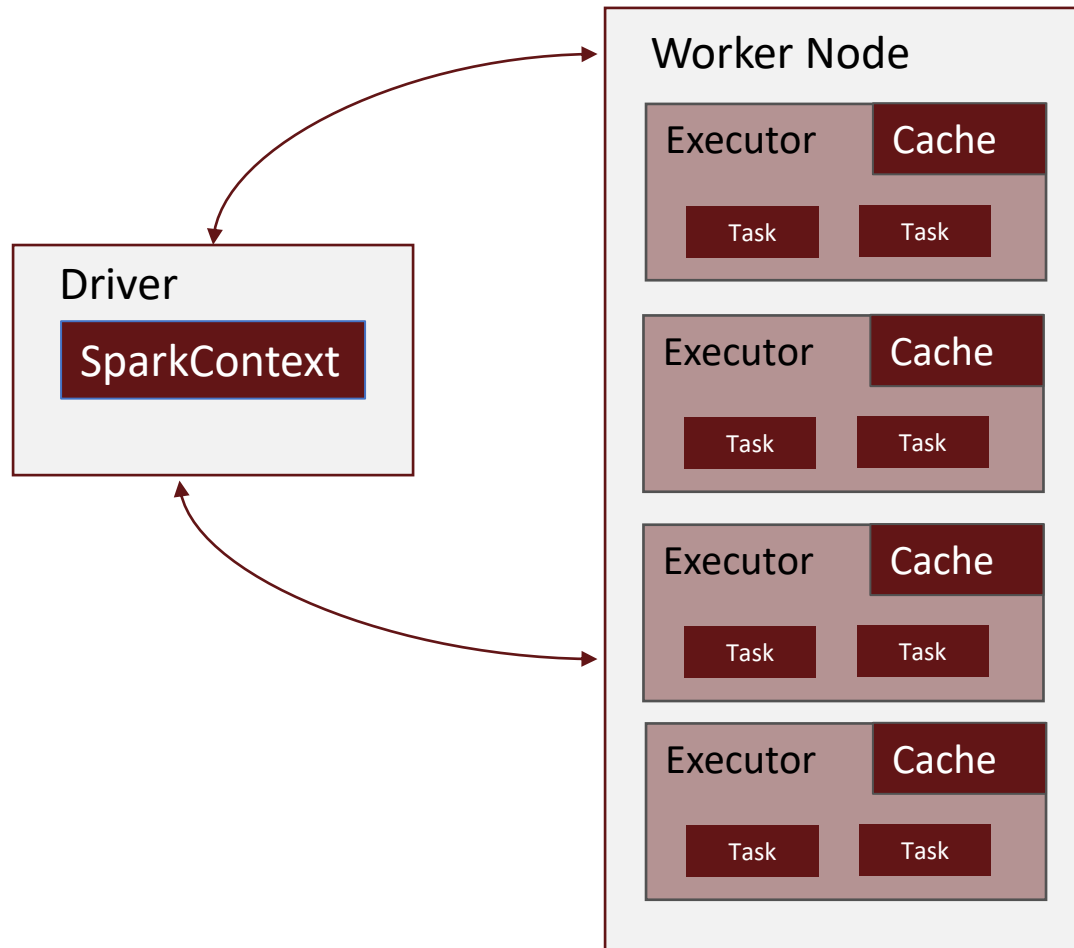 Driver
SparkContext
Worker Node
Executor
Cache
Task
Task
Executor
Cache
Task
Task
Executor
Cache
Task
Task
Executor
Cache
Task
Task